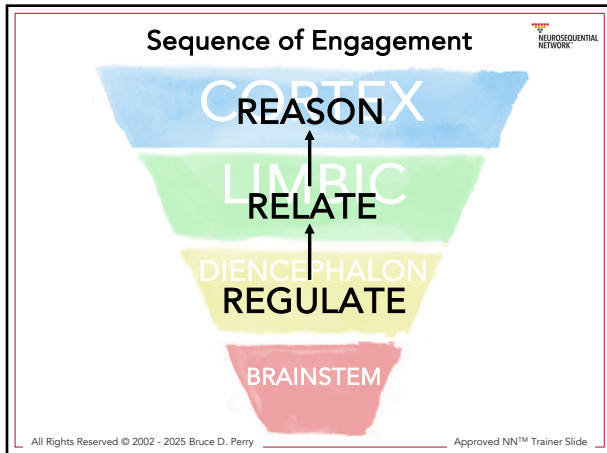 Sequence of Engagement
NEUROSEQUENTIAL
NETWORK™
CORTEX
REASON
LIMBIC
RELATE
DIENCEPHALON
REGULATE
BRAINSTEM
All Rights Reserved © 2002 - 2025 Bruce D. Perry
Approved NN™ Trainer Slide